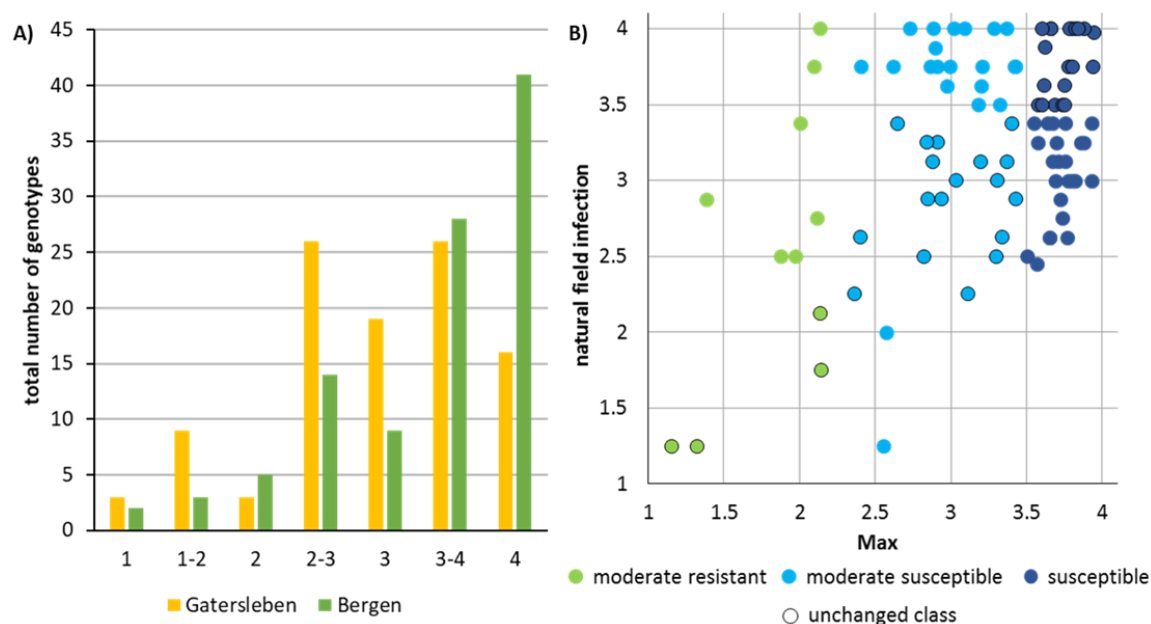 A)
total number of genotypes
45
40
35
30
25
20
15
10
5
0
1 1-2 2 2-3 3 3-4 4
Gatersleben Bergen
B)
natural field infection
4
3.5
3
2.5
2
1.5
1
1 1.5 2 2.5 3 3.5 4
Max
moderate resistant moderate susceptible susceptible
unchanged class